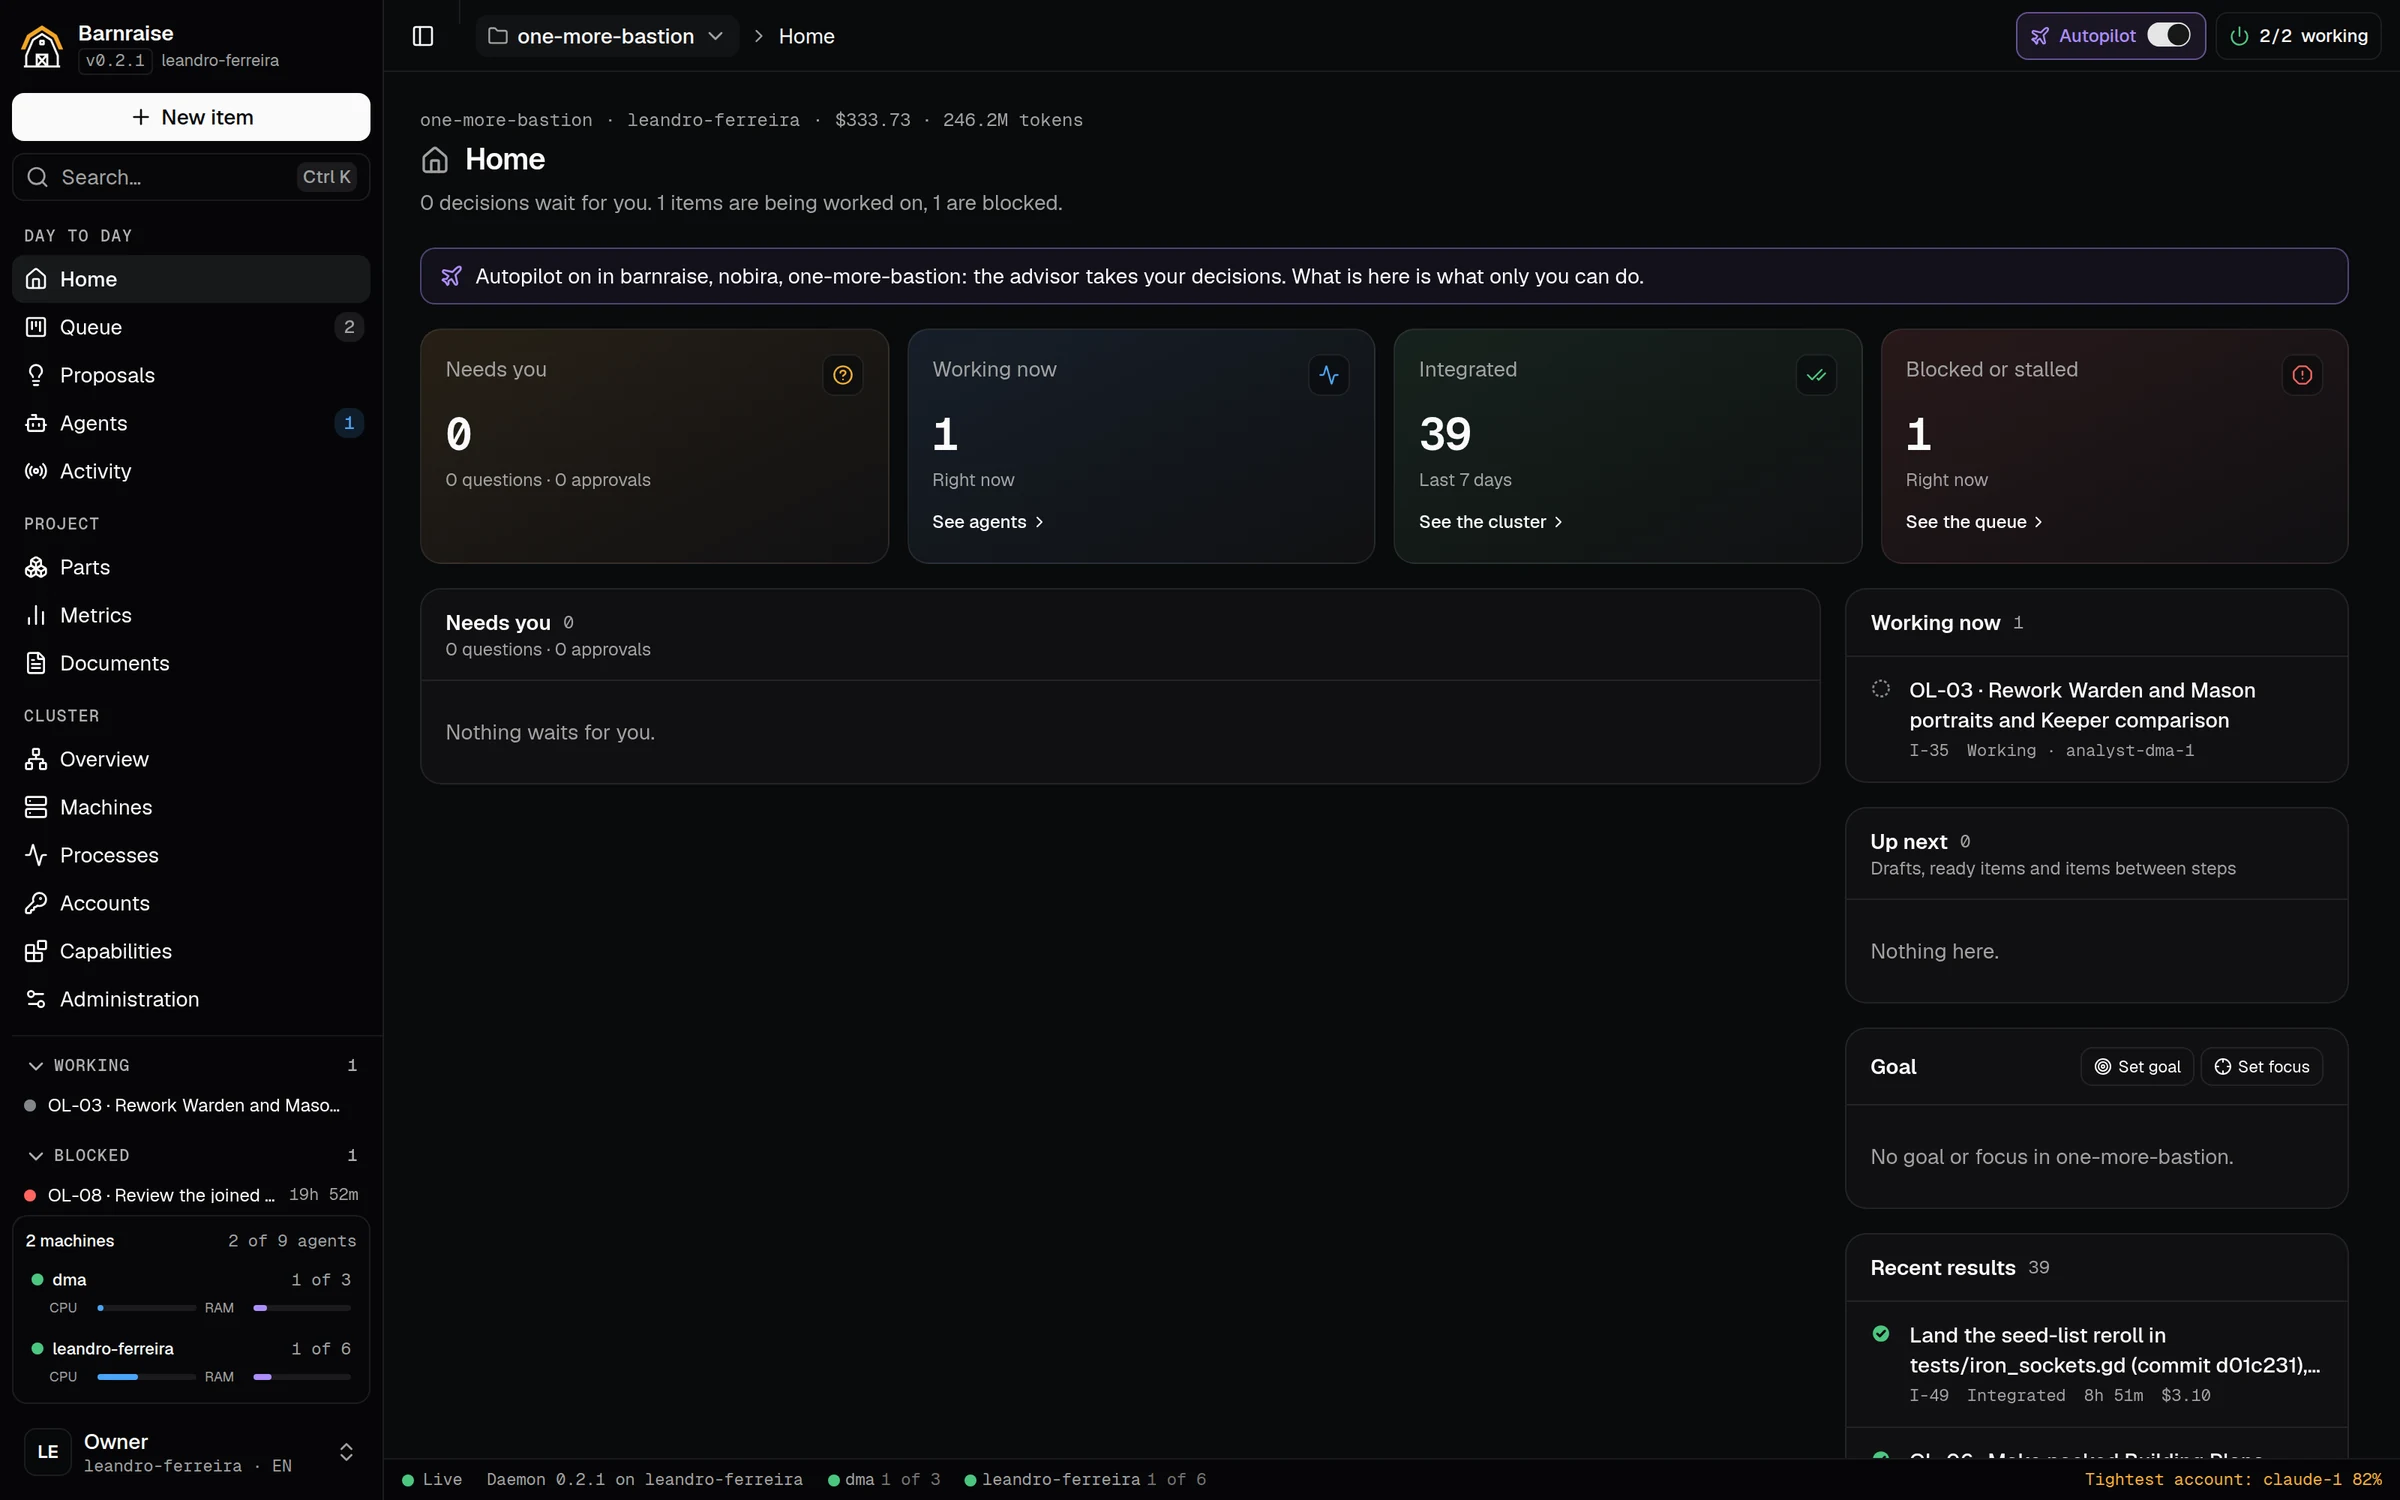 Barnraise
v0.2.1 leandro-ferreira
New item
Search... Ctrl K
DAY TO DAY
Home
Queue 2
Proposals
Agents 1
Activity
PROJECT
Parts
Metrics
Documents
CLUSTER
Overview
Machines
Processes
Accounts
Capabilities
Administration
WORKING 1
OL-03 · Rework Warden and Maso...
BLOCKED 1
OL-08 · Review the joined ... 19h 52m
2 machines 2 of 9 agents
dma 1 of 3
CPU RAM
leandro-ferreira 1 of 6
CPU RAM
LE Owner
leandro-ferreira · EN
one-more-bastion > Home
Autopilot
2/2 working
one-more-bastion · leandro-ferreira · $333.73 · 246.2M tokens
Home
0 decisions wait for you. 1 items are being worked on, 1 are blocked.
Autopilot on in barnraise, nobira, one-more-bastion: the advisor takes your decisions. What is here is what only you can do.
Needs you
0
0 questions · 0 approvals
Working now
1
Right now
See agents
Integrated
39
Last 7 days
See the cluster
Blocked or stalled
1
Right now
See the queue
Needs you 0
0 questions · 0 approvals
Nothing waits for you.
Working now 1
OL-03 · Rework Warden and Mason
portraits and Keeper comparison
I-35 Working · analyst-dma-1
Up next 0
Drafts, ready items and items between steps
Nothing here.
Goal Set goal Set focus
No goal or focus in one-more-bastion.
Recent results 39
Land the seed-list reroll in
tests/iron_sockets.gd (commit d01c231),...
I-49 Integrated 8h 51m $3.10
Live Daemon 0.2.1 on leandro-ferreira dma 1 of 3 leandro-ferreira 1 of 6
Tightest account: claude-1 82%